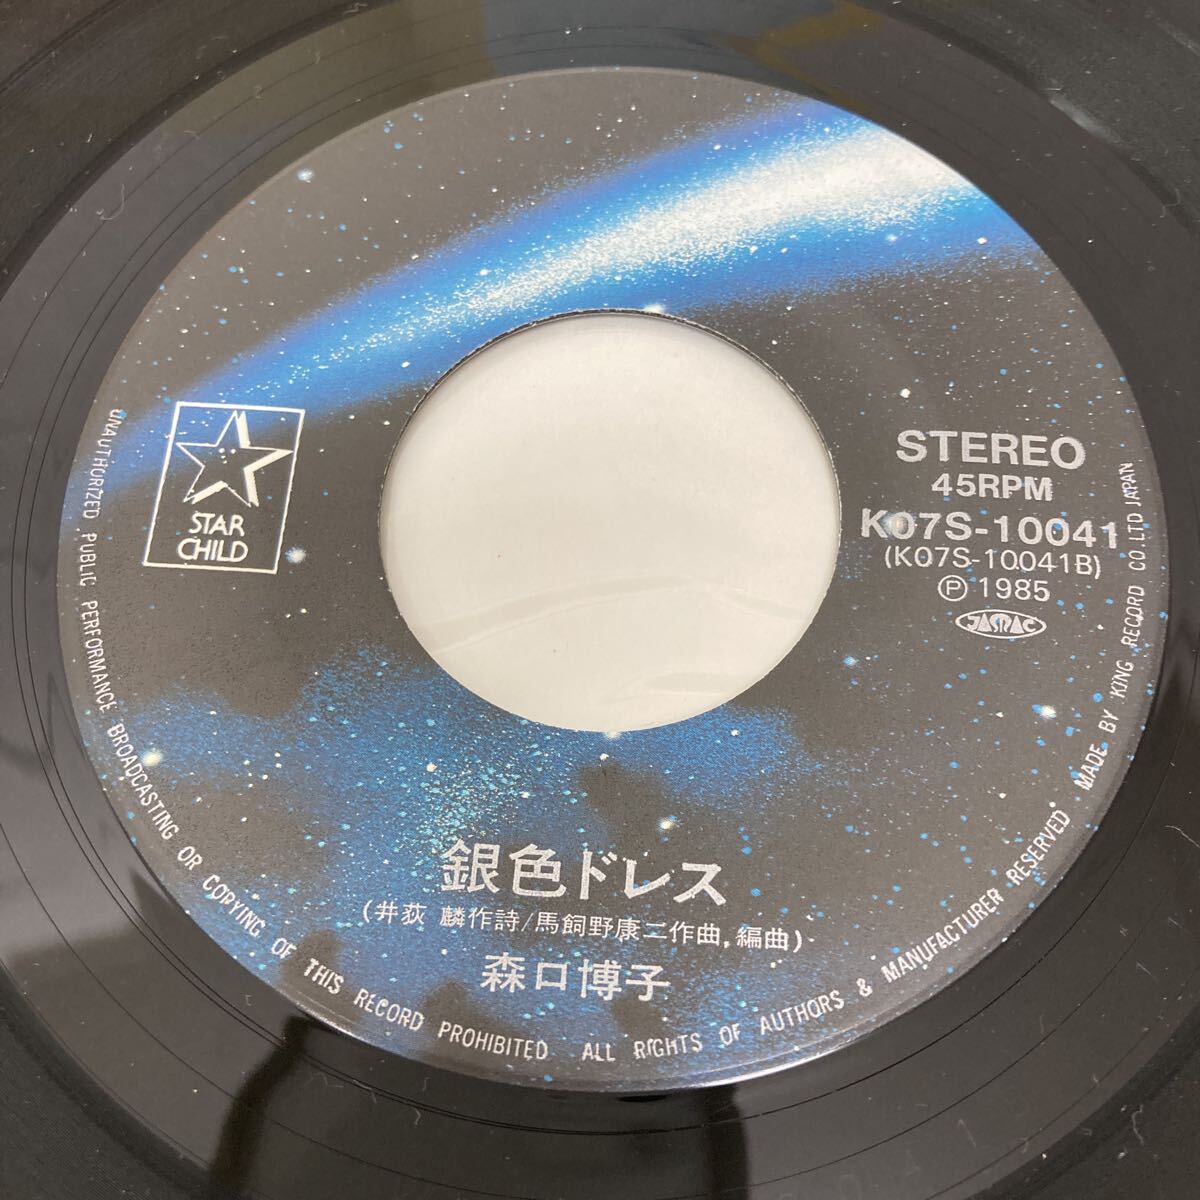 STAR
CHILD
STEREO
45RPM
K07S-10041
(K07S-10041B)
Ⓟ 1985
JASRAC
銀色ドレス
(井荻 麟作詩/馬飼野康二作曲,編曲)
森口博子
UNAUTHORIZED PUBLIC PERFORMANCE BROADCASTING OR COPYING OF THIS RECORD PROHIBITED ALL RIGHTS OF AUTHORS & MANUFACTURER RESERVED MADE BY KING RECORD CO. LTD JAPAN